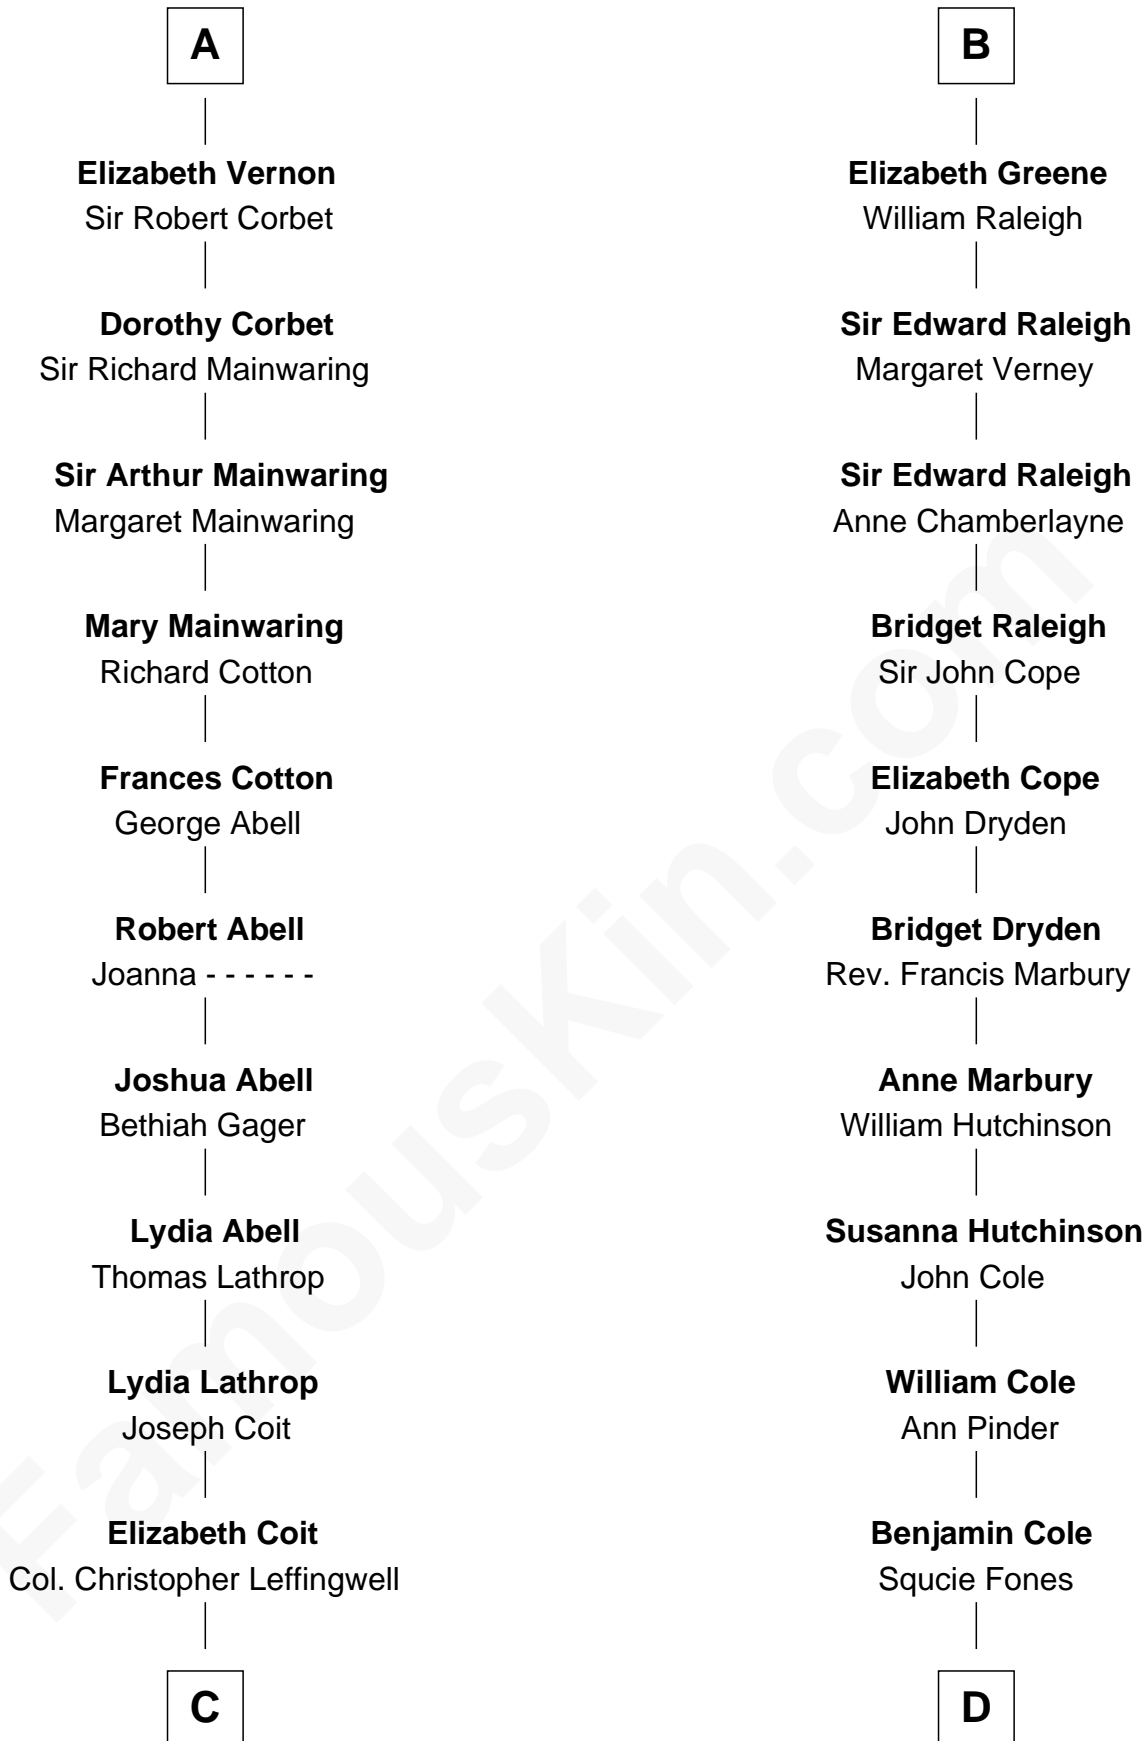 A
Elizabeth Vernon
Sir Robert Corbet
Dorothy Corbet
Sir Richard Mainwaring
Sir Arthur Mainwaring
Margaret Mainwaring
Mary Mainwaring
Richard Cotton
Frances Cotton
George Abell
Robert Abell
Joanna - - - - - -
Joshua Abell
Bethiah Gager
Lydia Abell
Thomas Lathrop
Lydia Lathrop
Joseph Coit
Elizabeth Coit
Col. Christopher Leffingwell
C
B
Elizabeth Greene
William Raleigh
Sir Edward Raleigh
Margaret Verney
Sir Edward Raleigh
Anne Chamberlayne
Bridget Raleigh
Sir John Cope
Elizabeth Cope
John Dryden
Bridget Dryden
Rev. Francis Marbury
Anne Marbury
William Hutchinson
Susanna Hutchinson
John Cole
William Cole
Ann Pinder
Benjamin Cole
Squcie Fones
D
FamousKin.com